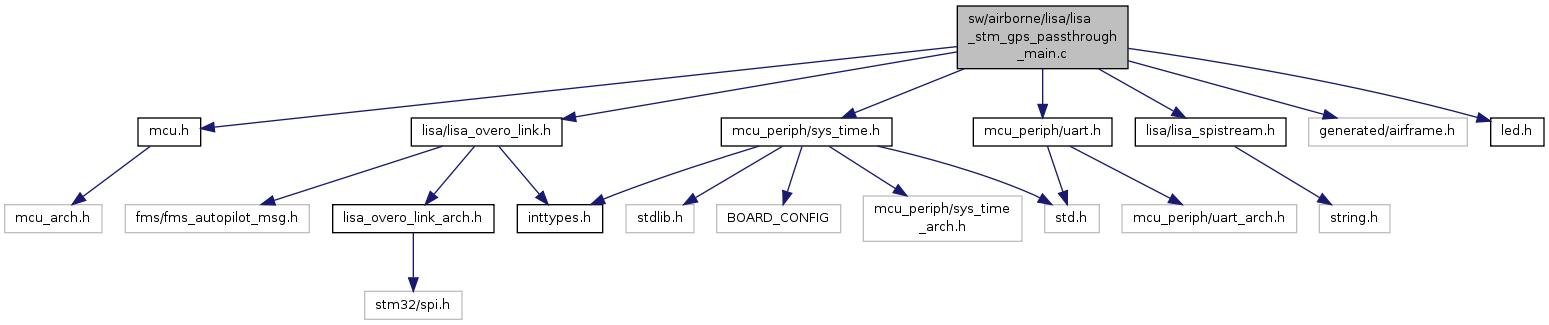 sw/airborne/lisa/lisa
_stm_gps_passthrough
_main.c
mcu.h
lisa/lisa_overo_link.h
mcu_periph/sys_time.h
mcu_periph/uart.h
lisa/lisa_spistream.h
generated/airframe.h
led.h
mcu_arch.h
fms/fms_autopilot_msg.h
lisa_overo_link_arch.h
inttypes.h
stdlib.h
BOARD_CONFIG
mcu_periph/sys_time
_arch.h
std.h
mcu_periph/uart_arch.h
string.h
stm32/spi.h